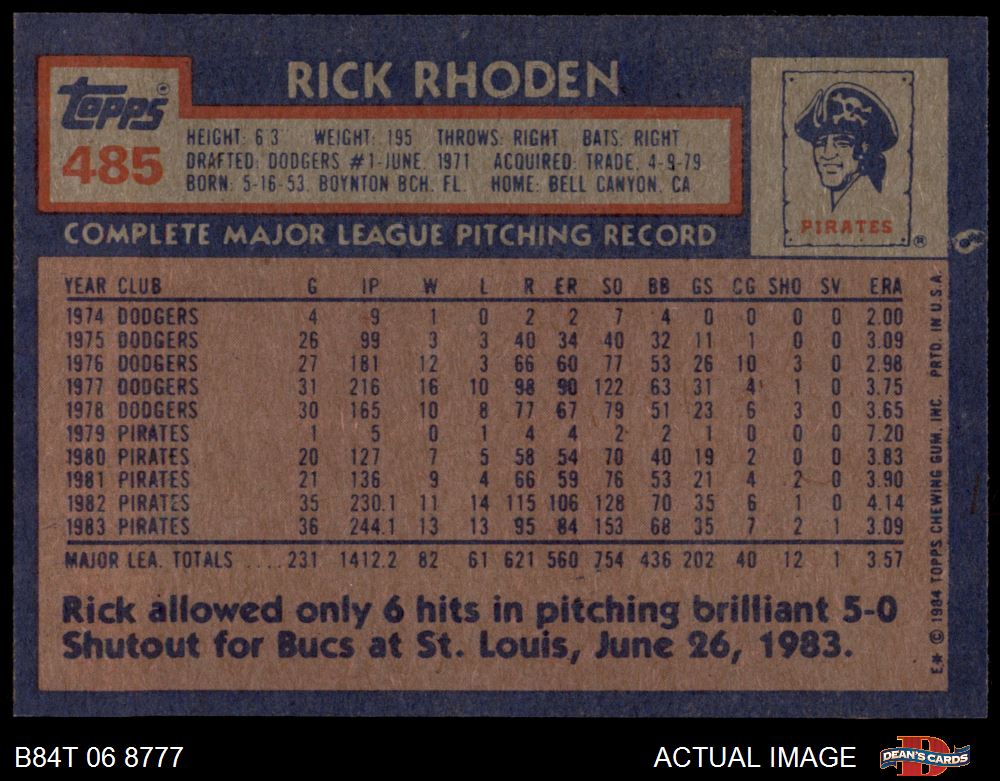 RICK RHODEN
Topps®
485
HEIGHT: 6'3" WEIGHT: 195 THROWS: RIGHT BATS: RIGHT
DRAFTED: DODGERS #1-JUNE, 1971 ACQUIRED: TRADE, 4-9-79
BORN: 5-16-53, BOYNTON BCH. FL. HOME: BELL CANYON, CA
PIRATES ®
COMPLETE MAJOR LEAGUE PITCHING RECORD
YEAR CLUB G IP W L R ER SO BB GS CG SHO SV ERA
1974 DODGERS 4 9 1 0 2 2 7 4 0 0 0 0 2.00
1975 DODGERS 26 99 3 3 40 34 40 32 11 1 0 0 3.09
1976 DODGERS 27 181 12 3 66 60 77 53 26 10 3 0 2.98
1977 DODGERS 31 216 16 10 98 90 122 63 31 4 1 0 3.75
1978 DODGERS 30 165 10 8 77 67 79 51 23 6 3 0 3.65
1979 PIRATES 1 5 0 1 4 4 2 2 1 0 0 0 7.20
1980 PIRATES 20 127 7 5 58 54 70 40 19 2 0 0 3.83
1981 PIRATES 21 136 9 4 66 59 76 53 21 4 2 0 3.90
1982 PIRATES 35 230.1 11 14 115 106 128 70 35 6 1 0 4.14
1983 PIRATES 36 244.1 13 13 95 84 153 68 35 7 2 1 3.09
MAJOR LEA. TOTALS ....231 1412.2 82 61 621 560 754 436 202 40 12 1 3.57
Rick allowed only 6 hits in pitching brilliant 5-0
Shutout for Bucs at St. Louis, June 26, 1983.
E* © 1984 TOPPS CHEWING GUM, INC. PRTD. IN U.S.A.
B84T 06 8777
ACTUAL IMAGE
DEAN'S CARDS